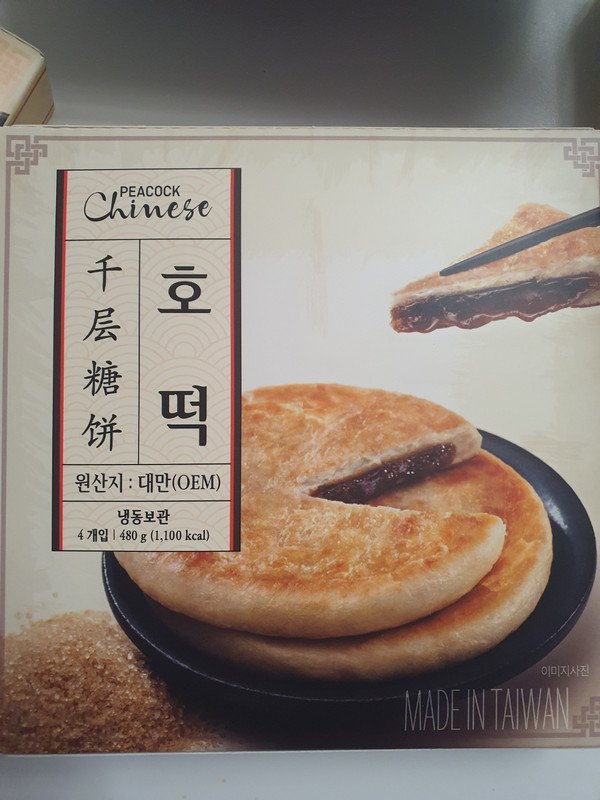 PEACOCK
Chinese
千层糖饼
호떡
원산지 : 대만(OEM)
냉동보관
4 개입 | 480 g (1,100 kcal)
이미지사진
MADE IN TAIWAN